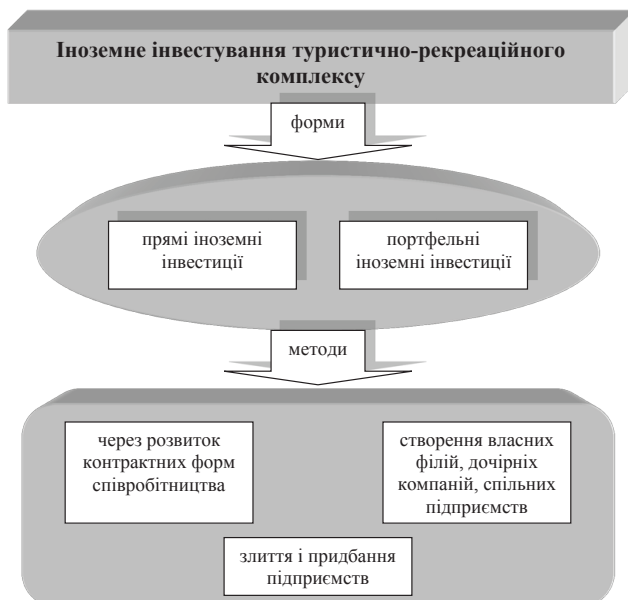 Іноземне інвестування туристично-рекреаційного
комплексу
форми
прямі іноземні
інвестиції
портфельні
іноземні інвестиції
методи
через розвиток
контрактних форм
співробітництва
створення власних
філій, дочірніх
компаній, спільних
підприємств
злиття і придбання
підприємств